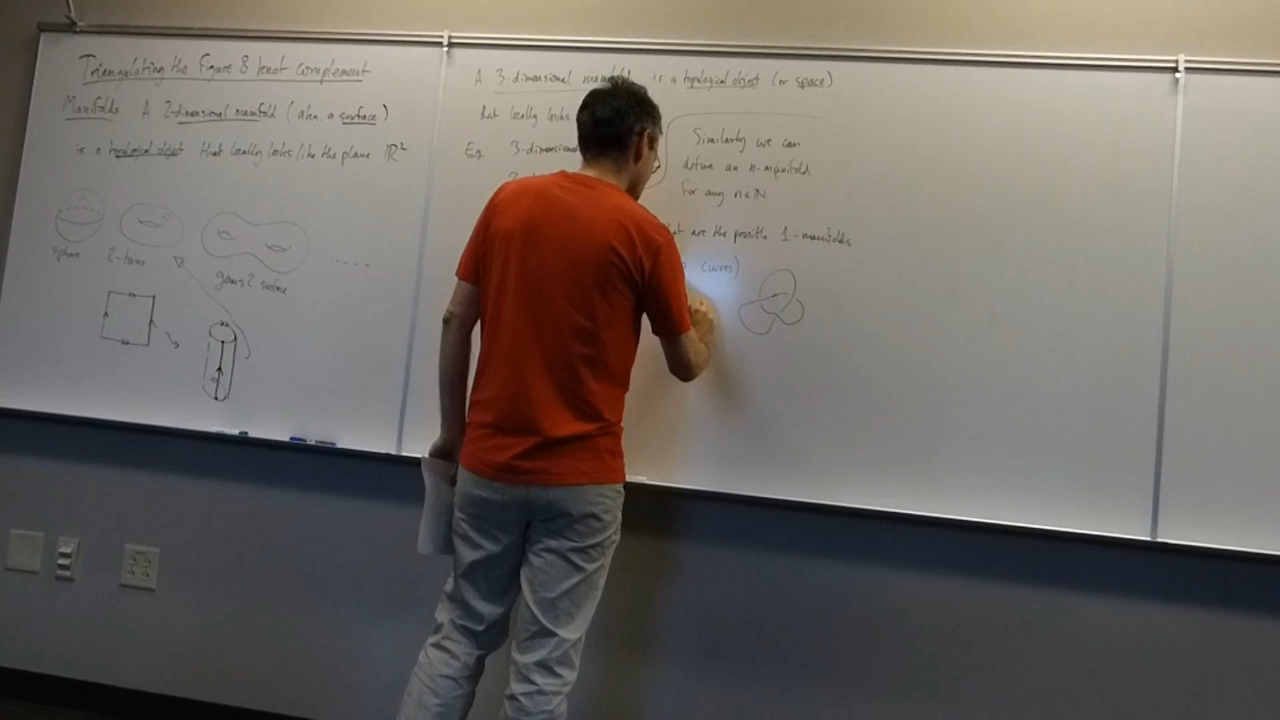 Triangulating the Figure 8 knot complement
Manifolds A 2-dimensional manifold (aka. a surface)
is a topological object that locally looks like the plane ℝ²
sphere 2-torus genus 2 surface .....
A 3-dimensional manifold is a topological object (or space)
that locally looks
Eg. 3-dimensional
Similarly we can
define an n-manifold
for any n∈ℕ
what are the possible 1-manifolds
curves)